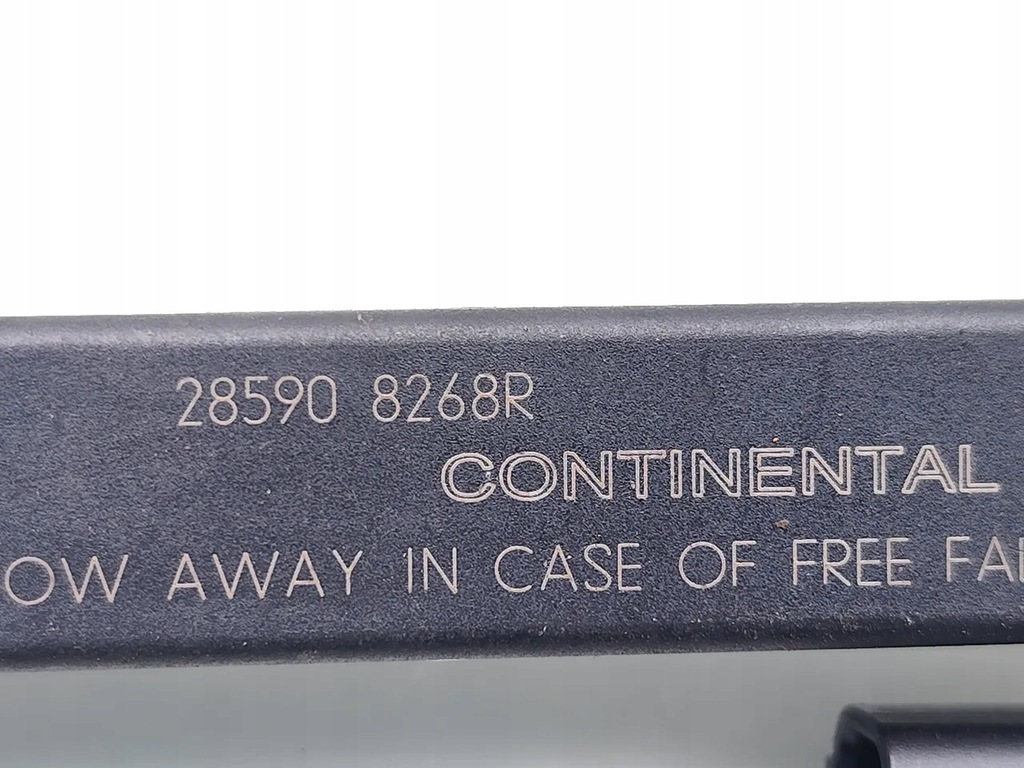 28590 8268R
CONTINENTAL
OW AWAY IN CASE OF FREE FA